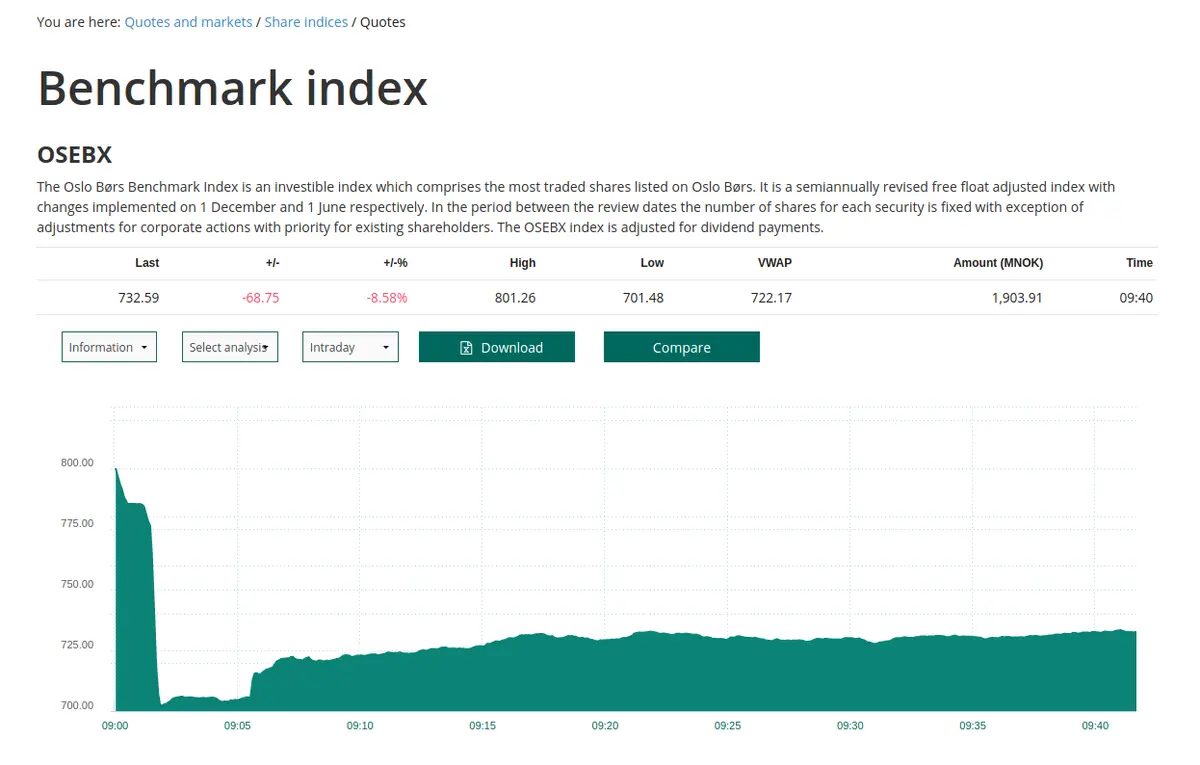 You are here: Quotes and markets / Share indices / Quotes
Benchmark index
OSEBX
The Oslo Børs Benchmark Index is an investible index which comprises the most traded shares listed on Oslo Børs. It is a semiannually revised free float adjusted index with
changes implemented on 1 December and 1 June respectively. In the period between the review dates the number of shares for each security is fixed with exception of
adjustments for corporate actions with priority for existing shareholders. The OSEBX index is adjusted for dividend payments.
Last +/- +/-% High Low VWAP Amount (MNOK) Time
732.59 -68.75 -8.58% 801.26 701.48 722.17 1,903.91 09:40
Information Select analysis Intraday Download Compare
800.00
775.00
750.00
725.00
700.00
09:00 09:05 09:10 09:15 09:20 09:25 09:30 09:35 09:40